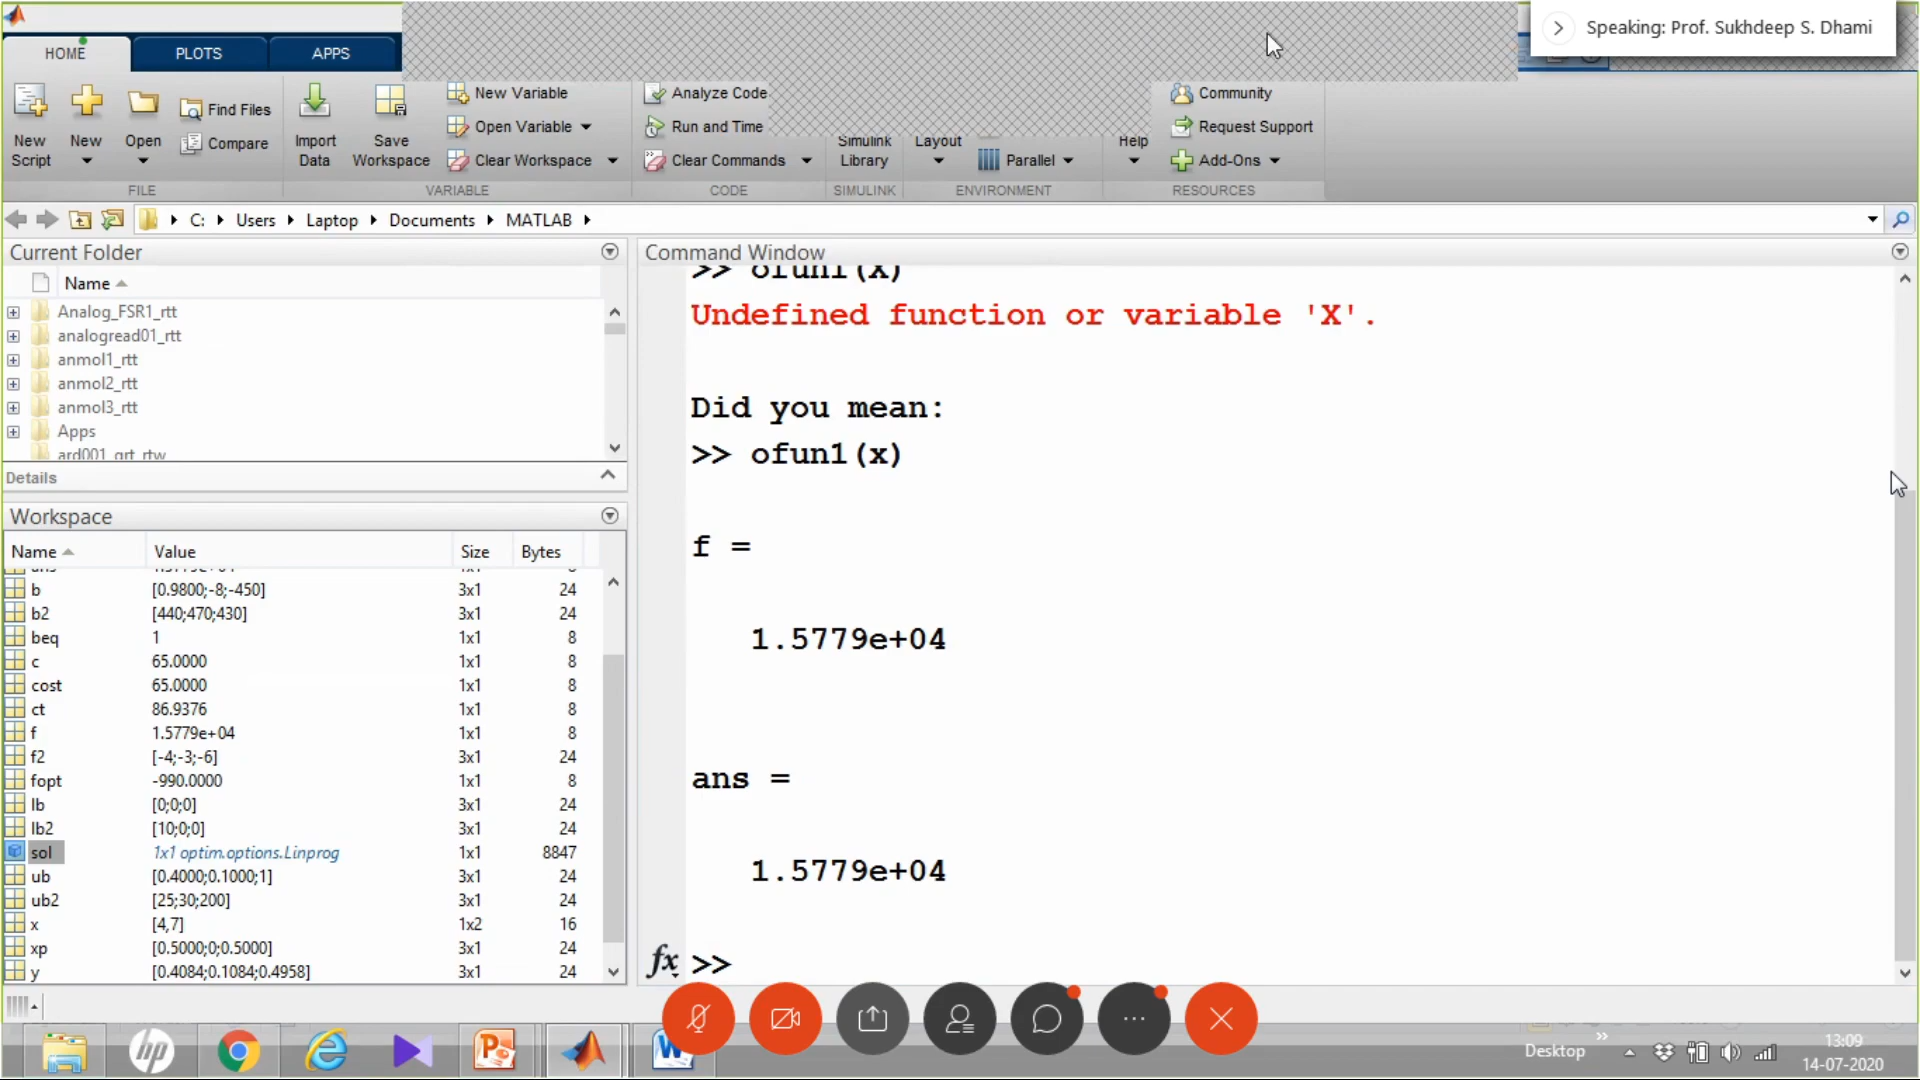 Speaking: Prof. Sukhdeep S. Dhami
HOME PLOTS APPS
New Script
New
Open
Find Files
Compare
FILE
Import Data
Save Workspace
New Variable
Open Variable
Clear Workspace
VARIABLE
Analyze Code
Run and Time
Clear Commands
CODE
Simulink Library
SIMULINK
Layout
Parallel
ENVIRONMENT
Help
Community
Request Support
Add-Ons
RESOURCES
C: Users Laptop Documents MATLAB
Current Folder
Name
Analog_FSR1_rtt
analogread01_rtt
anmol1_rtt
anmol2_rtt
anmol3_rtt
Apps
ard001_grt_rtw
Details
Workspace
Name Value Size Bytes
b [0.9800;-8;-450] 3x1 24
b2 [440;470;430] 3x1 24
beq 1 1x1 8
c 65.0000 1x1 8
cost 65.0000 1x1 8
ct 86.9376 1x1 8
f 1.5779e+04 1x1 8
f2 [-4;-3;-6] 3x1 24
fopt -990.0000 1x1 8
lb [0;0;0] 3x1 24
lb2 [10;0;0] 3x1 24
sol 1x1 optim.options.Linprog 1x1 8847
ub [0.4000;0.1000;1] 3x1 24
ub2 [25;30;200] 3x1 24
x [4,7] 1x2 16
xp [0.5000;0;0.5000] 3x1 24
y [0.4084;0.1084;0.4958] 3x1 24
Command Window
>> ofun1(X)
Undefined function or variable 'X'.
Did you mean:
>> ofun1(x)
f =
1.5779e+04
ans =
1.5779e+04
fx >>
Desktop
13:09
14-07-2020